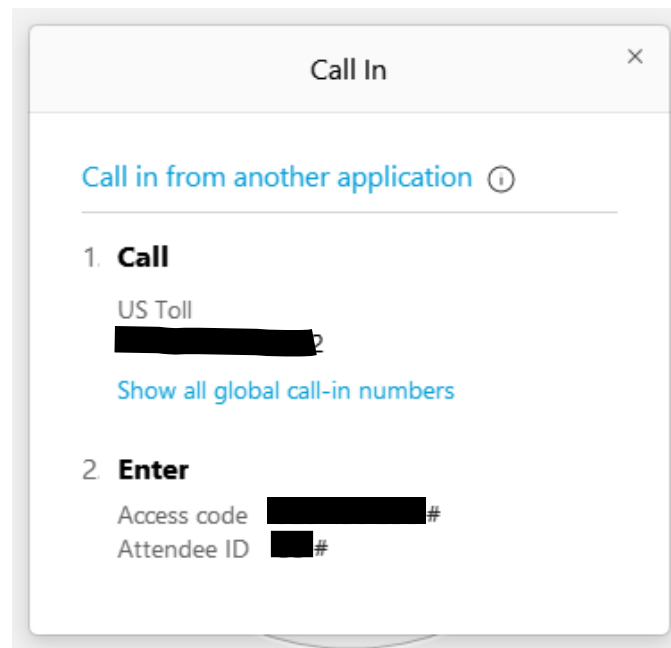 Call In
Call in from another application
1. Call
US Toll
2
Show all global call-in numbers
2. Enter
Access code #
Attendee ID #